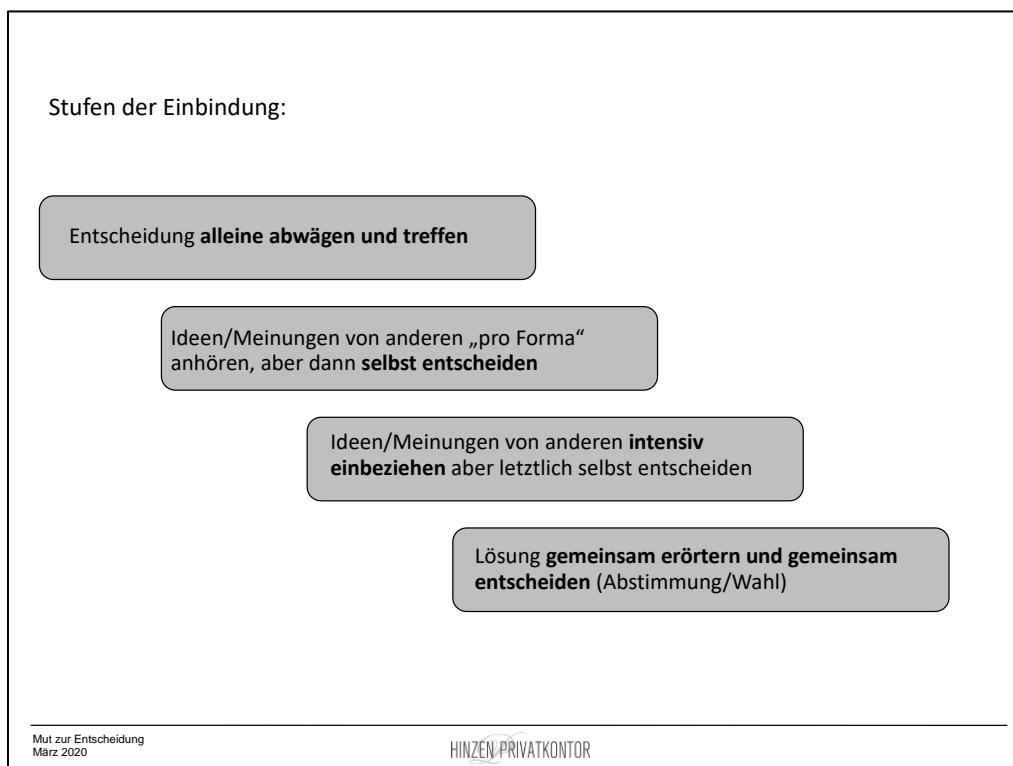 Stufen der Einbindung:
Entscheidung alleine abwägen und treffen
Ideen/Meinungen von anderen „pro Forma“
anhören, aber dann selbst entscheiden
Ideen/Meinungen von anderen intensiv
einbeziehen aber letztlich selbst entscheiden
Lösung gemeinsam erörtern und gemeinsam
entscheiden (Abstimmung/Wahl)
Mut zur Entscheidung
März 2020
HINZEN PRIVATKONTOR